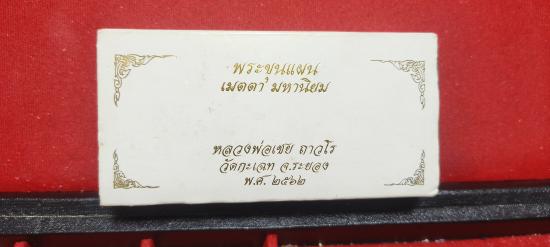 พระขุนแผน
เมตตา มหานิยม
หลวงพ่อเชย ถาวโร
วัดกะเฉท จ.ระยอง
พ.ศ. ๒๕๖๒